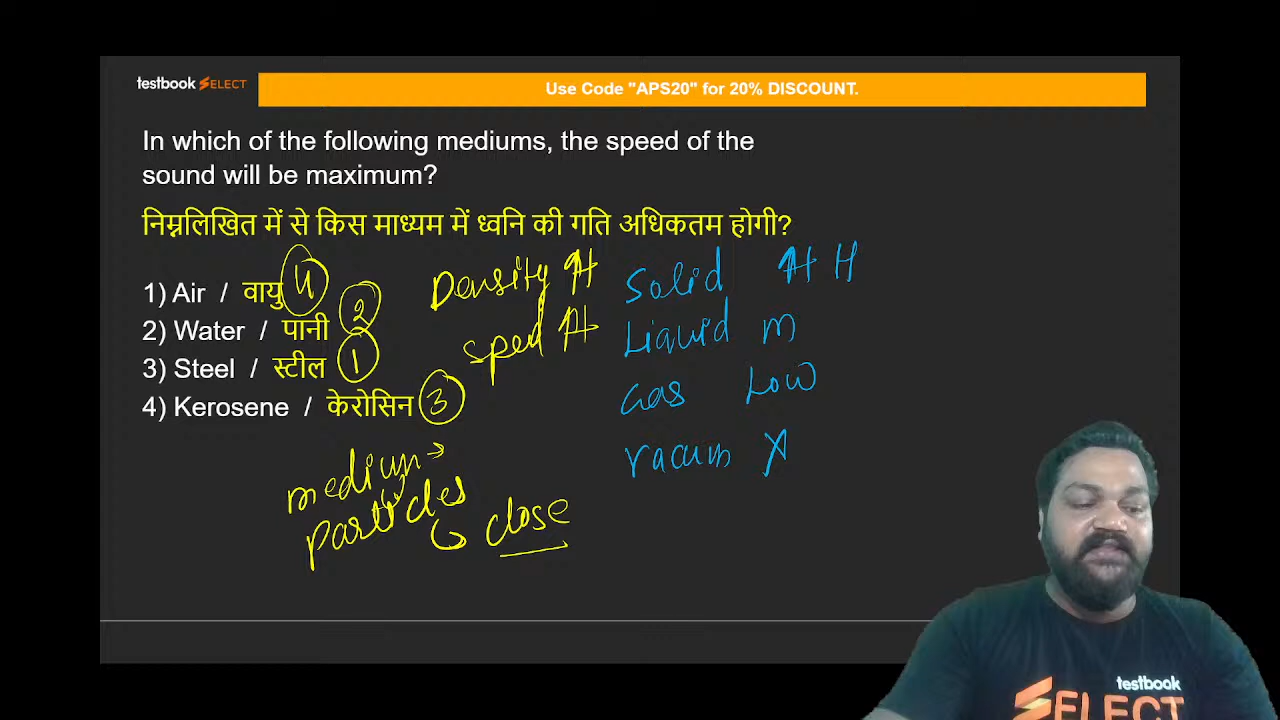 testbook SELECT
Use Code "APS20" for 20% DISCOUNT.
In which of the following mediums, the speed of the
sound will be maximum?
निम्नलिखित में से किस माध्यम में ध्वनि की गति अधिकतम होगी?
1) Air / वायु 4
2) Water / पानी 2
3) Steel / स्टील 1
4) Kerosene / केरोसिन 3
Density
Speed
Solid H
Liquid m
Gas Low
Vacum X
medium →
particles
close
testbook
SELECT